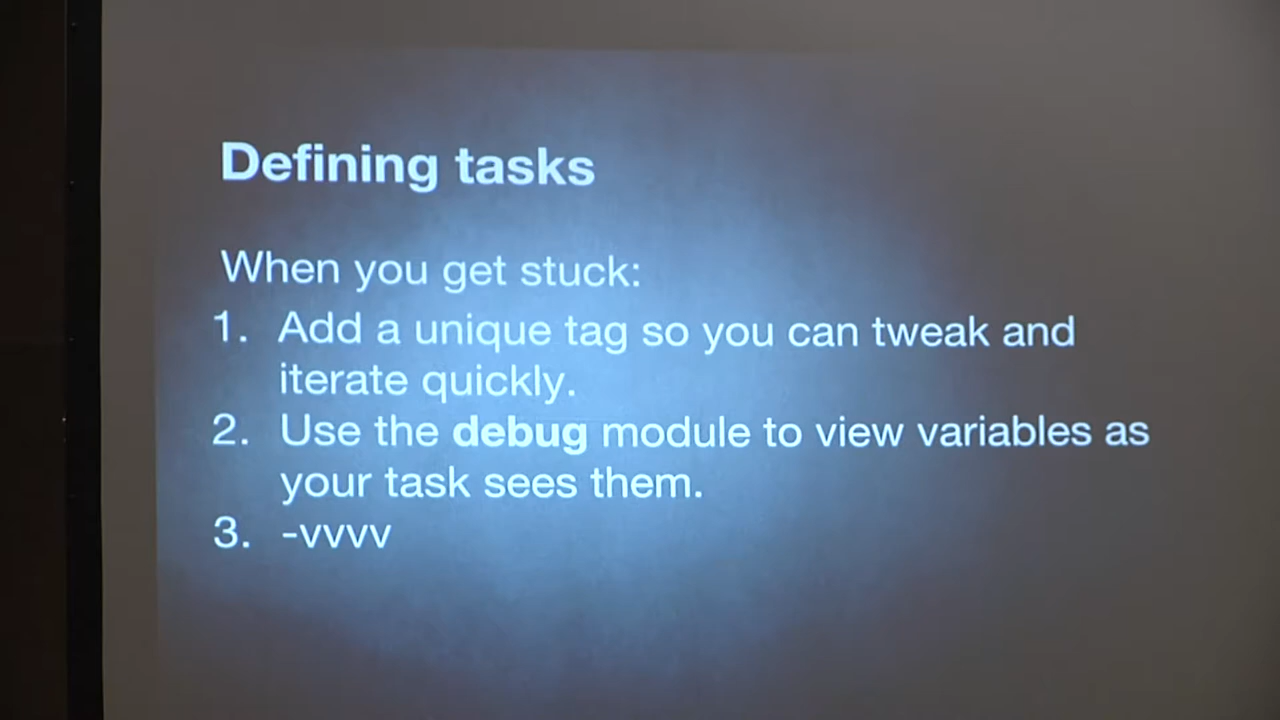 Defining tasks
When you get stuck:
1. Add a unique tag so you can tweak and
iterate quickly.
2. Use the debug module to view variables as
your task sees them.
3. -vvvv